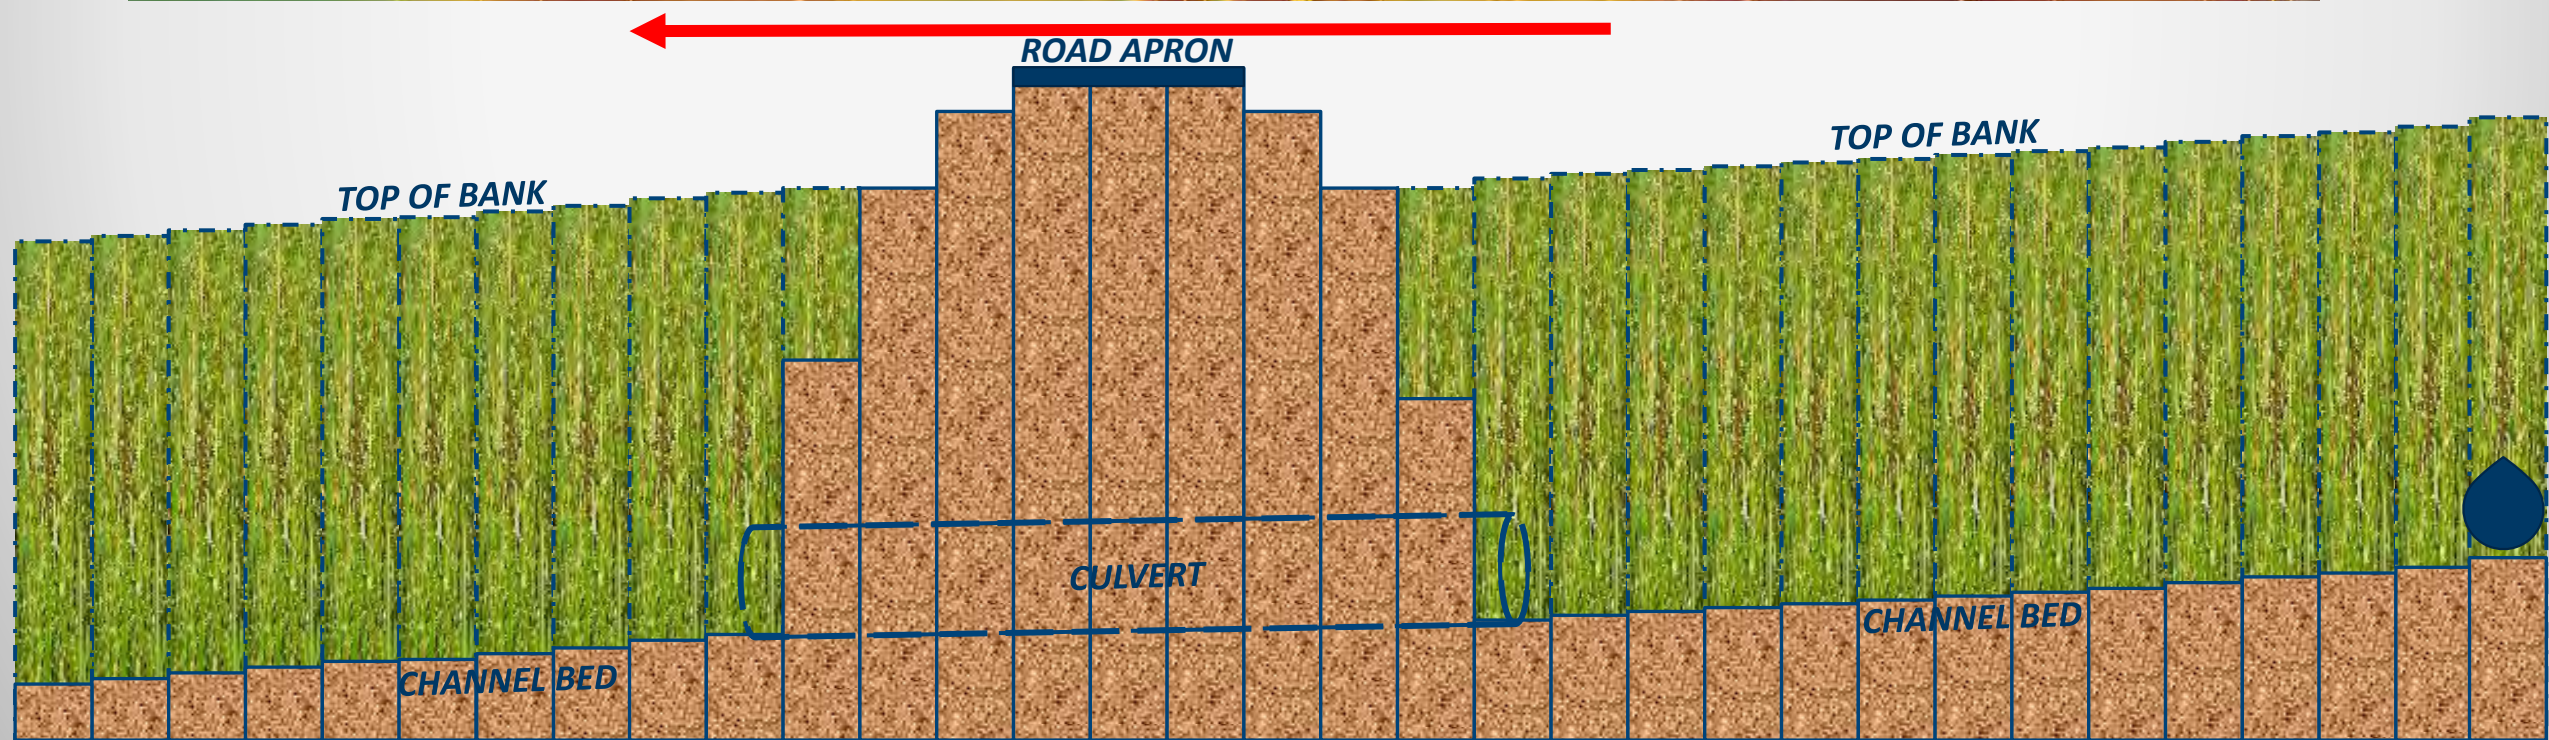 ROAD APRON
TOP OF BANK
TOP OF BANK
CULVERT
CHANNEL BED
CHANNEL BED